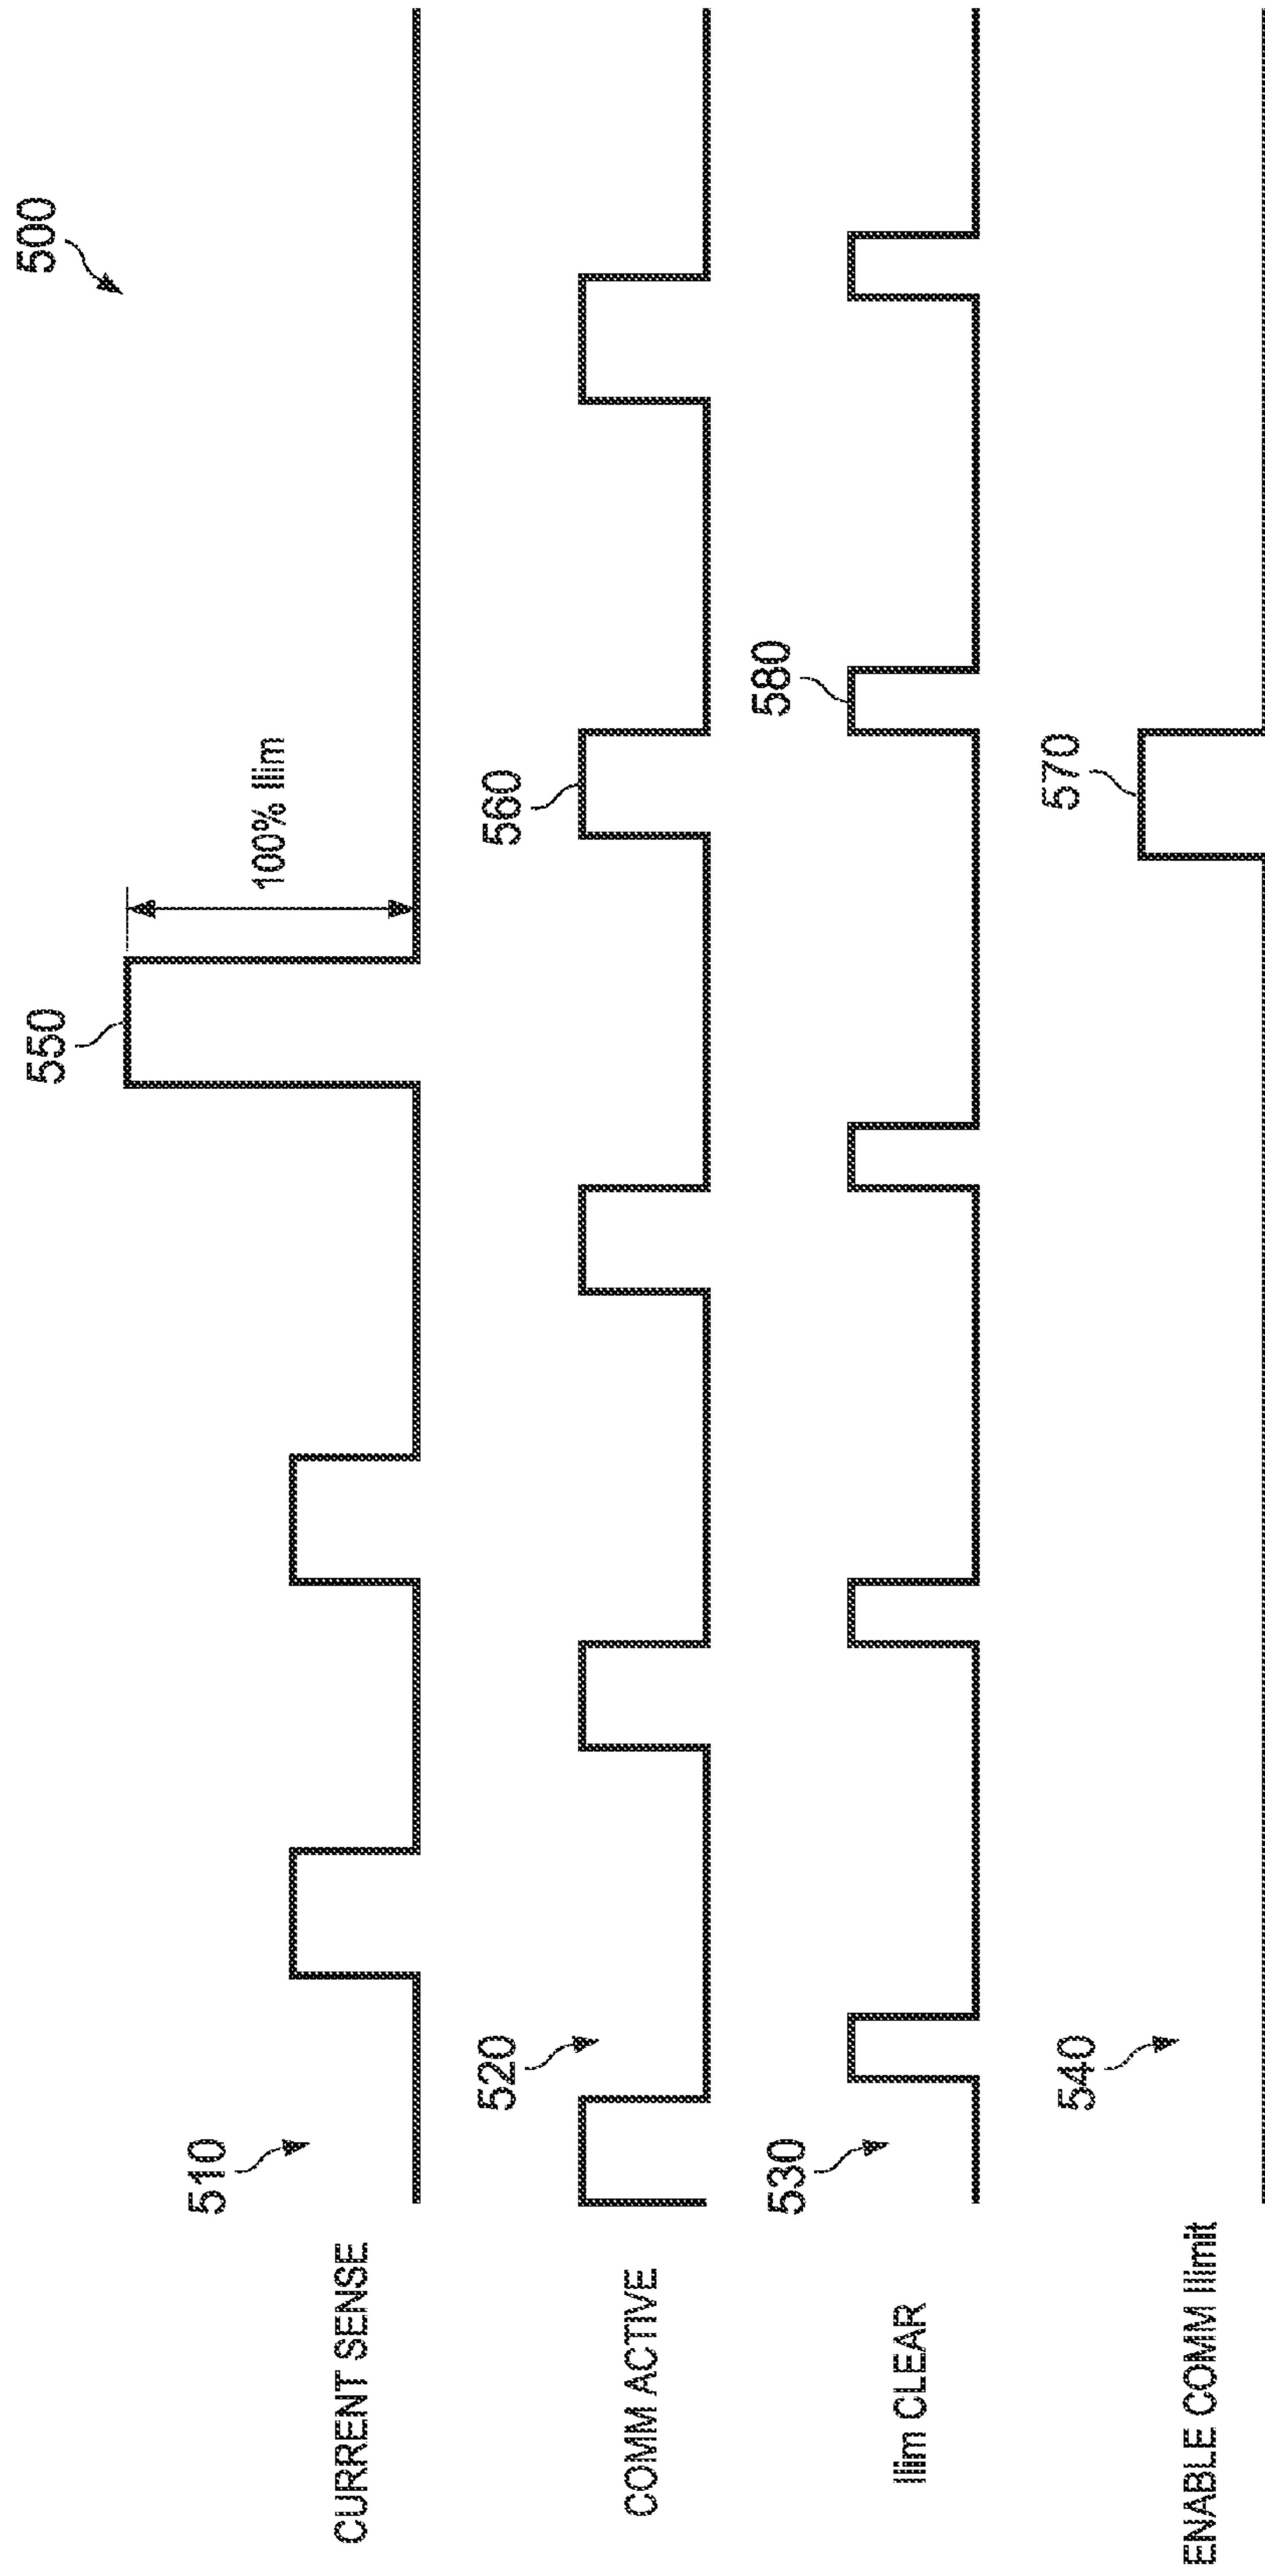 500
CURRENT SENSE
510
550
100% Ilim
COMM ACTIVE
520
560
Ilim CLEAR
530
580
ENABLE COMM Ilimit
540
570